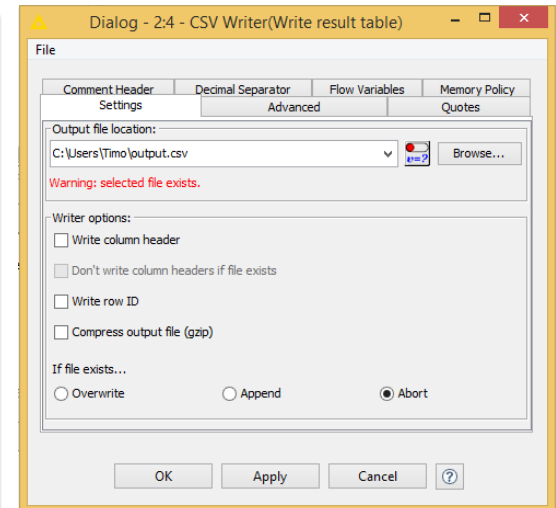 Dialog - 2:4 - CSV Writer(Write result table)
File
Comment Header Decimal Separator Flow Variables Memory Policy
Settings Advanced Quotes
Output file location:
C:\Users\Timo\output.csv v=? Browse...
Warning: selected file exists.
Writer options:
Write column header
Don't write column headers if file exists
Write row ID
Compress output file (gzip)
If file exists...
Overwrite Append Abort
OK Apply Cancel ?